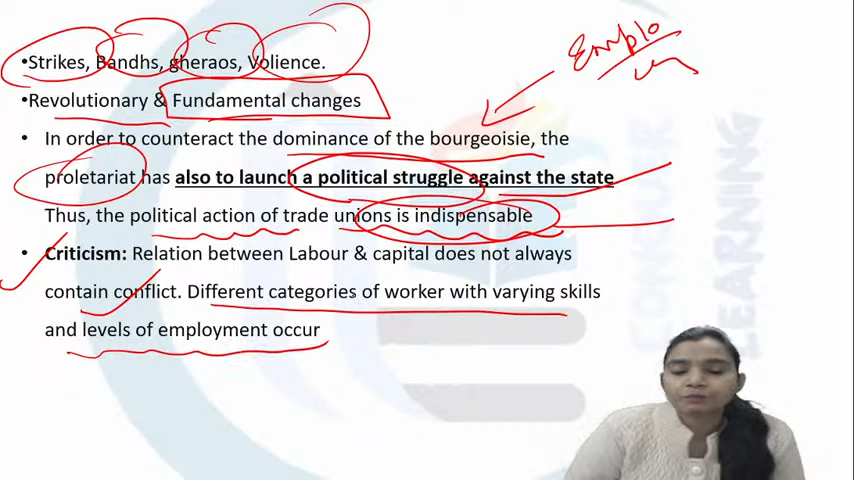 •Strikes, Bandhs, gheraos, Volience.
•Revolutionary & Fundamental changes
• In order to counteract the dominance of the bourgeoisie, the
proletariat has also to launch a political struggle against the state
Thus, the political action of trade unions is indispensable
• Criticism: Relation between Labour & capital does not always
contain conflict. Different categories of worker with varying skills
and levels of employment occur
Emplo
CONCUR
LEARNING